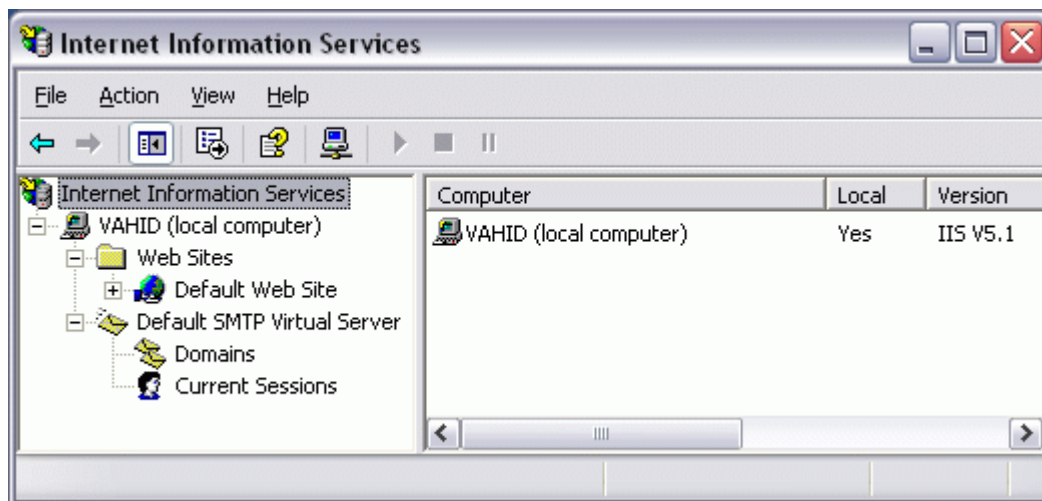 Internet Information Services
File Action View Help
Internet Information Services
VAHID (local computer)
Web Sites
Default Web Site
Default SMTP Virtual Server
Domains
Current Sessions
Computer Local Version
VAHID (local computer) Yes IIS V5.1